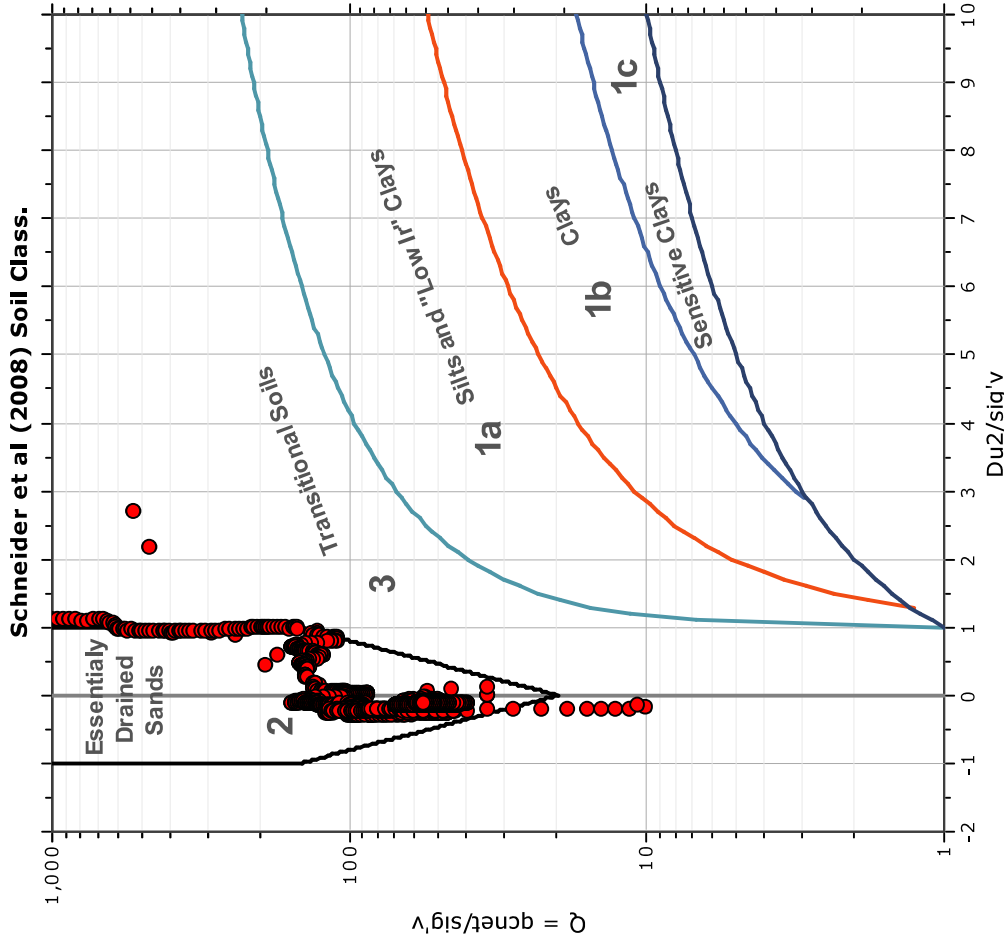 Schneider et al (2008) Soil Class.
Essentialy
Drained
Sands
2
3
Transitional Soils
1a
Silts and "Low Ir" Clays
1b
Clays
Sensitive Clays
1c
1,000
100
10
1
Q = qcnet/sig'v
-2 -1 0 1 2 3 4 5 6 7 8 9 10
Du2/sig'v